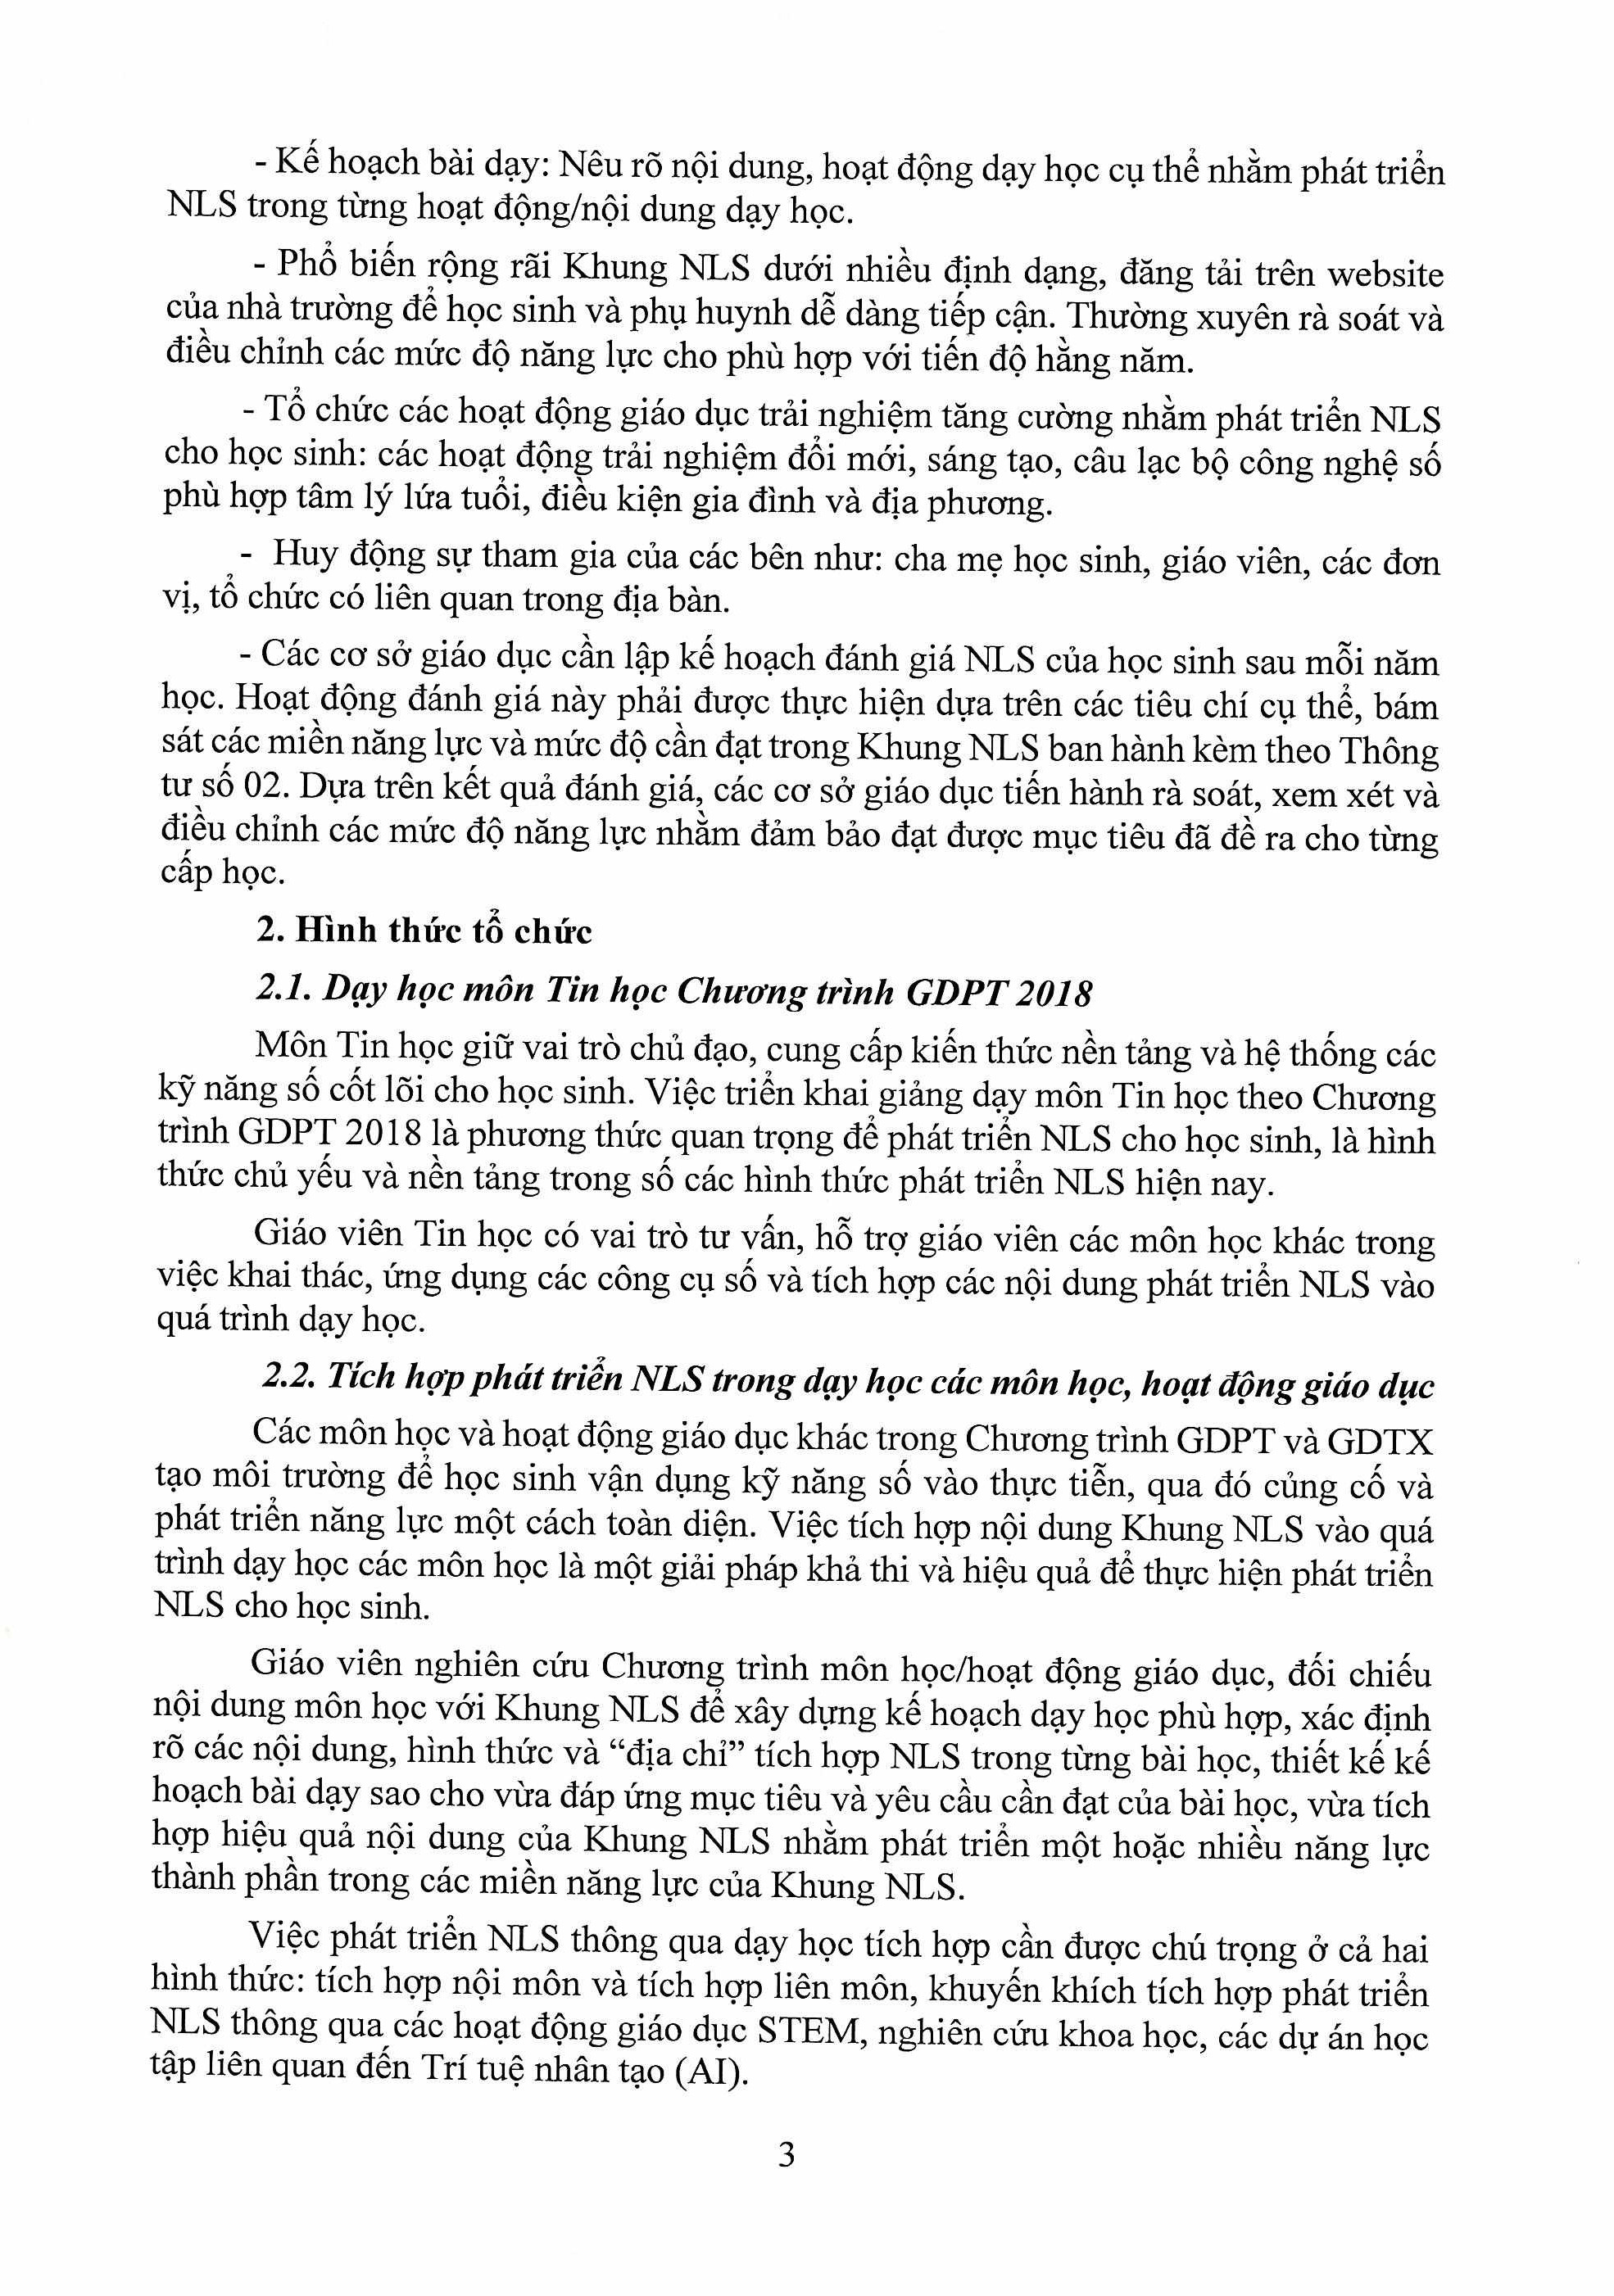 - Kế hoạch bài dạy: Nêu rõ nội dung, hoạt động dạy học cụ thể nhằm phát triển
NLS trong từng hoạt động/nội dung dạy học.
- Phổ biến rộng rãi Khung NLS dưới nhiều định dạng, đăng tải trên website
của nhà trường để học sinh và phụ huynh dễ dàng tiếp cận. Thường xuyên rà soát và
điều chỉnh các mức độ năng lực cho phù hợp với tiến độ hằng năm.
- Tổ chức các hoạt động giáo dục trải nghiệm tăng cường nhằm phát triển NLS
cho học sinh: các hoạt động trải nghiệm đổi mới, sáng tạo, câu lạc bộ công nghệ số
phù hợp tâm lý lứa tuổi, điều kiện gia đình và địa phương.
- Huy động sự tham gia của các bên như: cha mẹ học sinh, giáo viên, các đơn
vị, tổ chức có liên quan trong địa bàn.
- Các cơ sở giáo dục cần lập kế hoạch đánh giá NLS của học sinh sau mỗi năm
học. Hoạt động đánh giá này phải được thực hiện dựa trên các tiêu chí cụ thể, bám
sát các miền năng lực và mức độ cần đạt trong Khung NLS ban hành kèm theo Thông
tư số 02. Dựa trên kết quả đánh giá, các cơ sở giáo dục tiến hành rà soát, xem xét và
điều chỉnh các mức độ năng lực nhằm đảm bảo đạt được mục tiêu đã đề ra cho từng
cấp học.
2. Hình thức tổ chức
2.1. Dạy học môn Tin học Chương trình GDPT 2018
Môn Tin học giữ vai trò chủ đạo, cung cấp kiến thức nền tảng và hệ thống các
kỹ năng số cốt lõi cho học sinh. Việc triển khai giảng dạy môn Tin học theo Chương
trình GDPT 2018 là phương thức quan trọng để phát triển NLS cho học sinh, là hình
thức chủ yếu và nền tảng trong số các hình thức phát triển NLS hiện nay.
Giáo viên Tin học có vai trò tư vấn, hỗ trợ giáo viên các môn học khác trong
việc khai thác, ứng dụng các công cụ số và tích hợp các nội dung phát triển NLS vào
quá trình dạy học.
2.2. Tích hợp phát triển NLS trong dạy học các môn học, hoạt động giáo dục
Các môn học và hoạt động giáo dục khác trong Chương trình GDPT và GDTX
tạo môi trường để học sinh vận dụng kỹ năng số vào thực tiễn, qua đó củng cố và
phát triển năng lực một cách toàn diện. Việc tích hợp nội dung Khung NLS vào quá
trình dạy học các môn học là một giải pháp khả thi và hiệu quả để thực hiện phát triển
NLS cho học sinh.
Giáo viên nghiên cứu Chương trình môn học/hoạt động giáo dục, đối chiếu
nội dung môn học với Khung NLS để xây dựng kế hoạch dạy học phù hợp, xác định
rõ các nội dung, hình thức và “địa chỉ” tích hợp NLS trong từng bài học, thiết kế kế
hoạch bài dạy sao cho vừa đáp ứng mục tiêu và yêu cầu cần đạt của bài học, vừa tích
hợp hiệu quả nội dung của Khung NLS nhằm phát triển một hoặc nhiều năng lực
thành phần trong các miền năng lực của Khung NLS.
Việc phát triển NLS thông qua dạy học tích hợp cần được chú trọng ở cả hai
hình thức: tích hợp nội môn và tích hợp liên môn, khuyến khích tích hợp phát triển
NLS thông qua các hoạt động giáo dục STEM, nghiên cứu khoa học, các dự án học
tập liên quan đến Trí tuệ nhân tạo (AI).
3